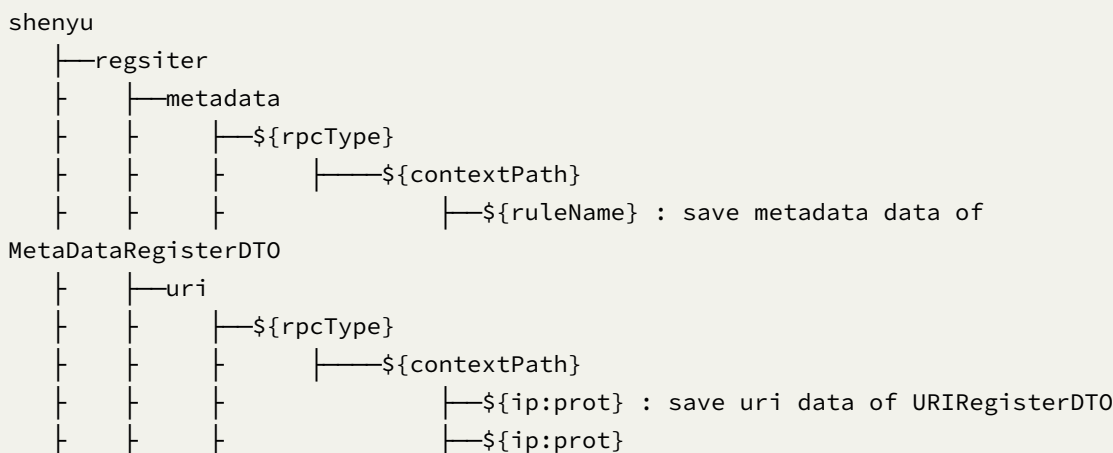 shenyu
├──regsiter
├ ├──metadata
├ ├ ├──${rpcType}
├ ├ ├ ├────${contextPath}
├ ├ ├ ├──${ruleName} : save metadata data of
MetaDataRegisterDTO
├ ├──uri
├ ├ ├──${rpcType}
├ ├ ├ ├────${contextPath}
├ ├ ├ ├──${ip:prot} : save uri data of URIRegisterDTO
├ ├ ├ ├──${ip:prot}